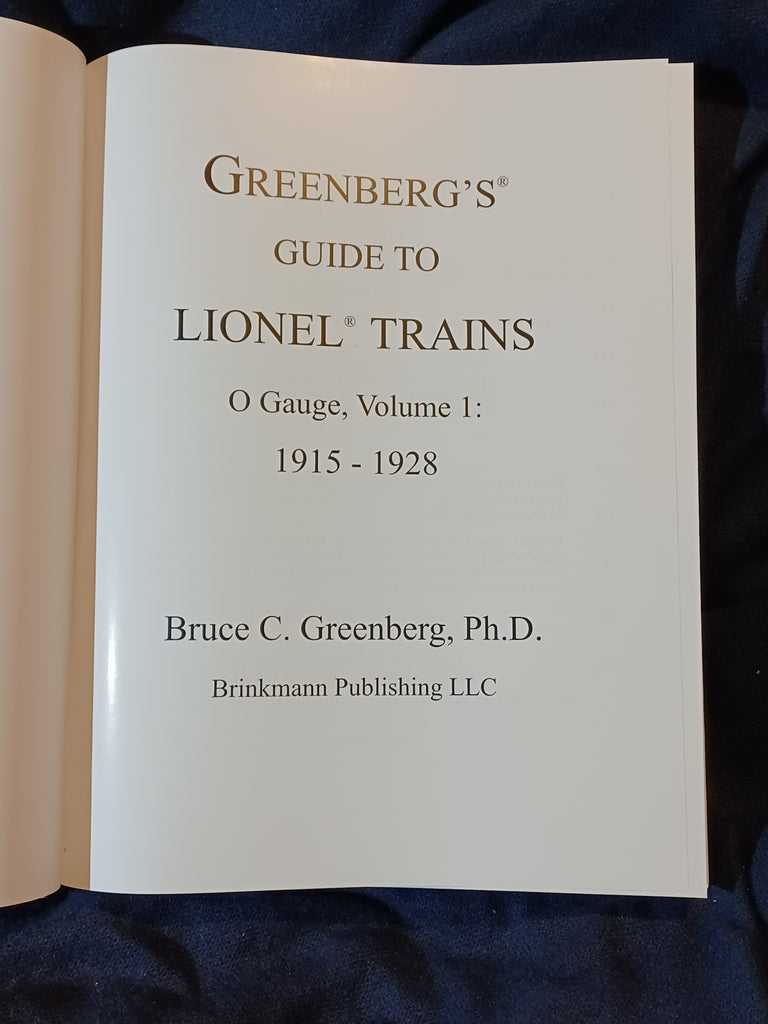 GREENBERG'S®
GUIDE TO
LIONEL® TRAINS
O Gauge, Volume 1:
1915 - 1928
Bruce C. Greenberg, Ph.D.
Brinkmann Publishing LLC